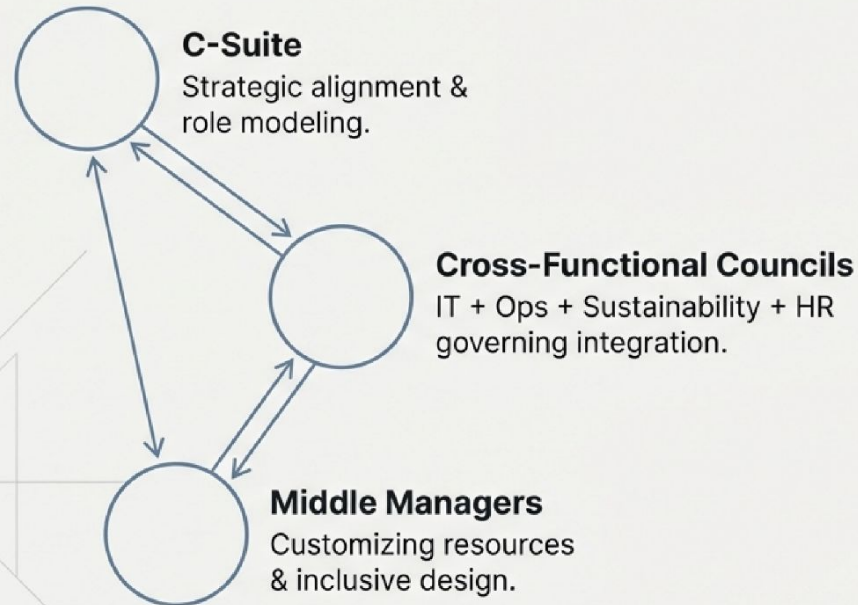 C-Suite
Strategic alignment &
role modeling.
Cross-Functional Councils
IT + Ops + Sustainability + HR
governing integration.
Middle Managers
Customizing resources
& inclusive design.